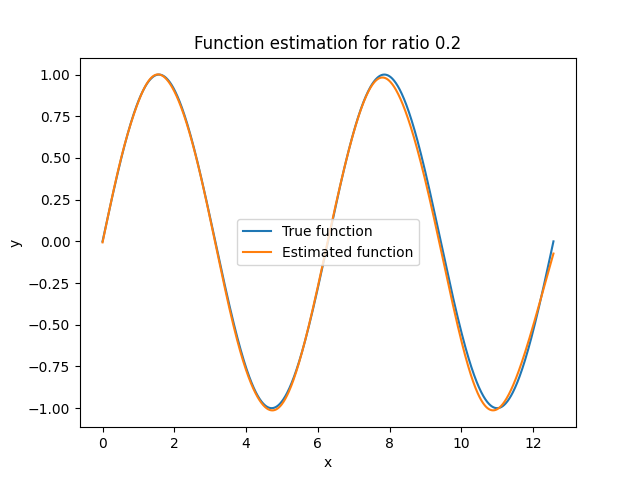 Function estimation for ratio 0.2
1.00
0.75
0.50
0.25
0.00
−0.25
−0.50
−0.75
−1.00
y
True function
Estimated function
0 2 4 6 8 10 12
x